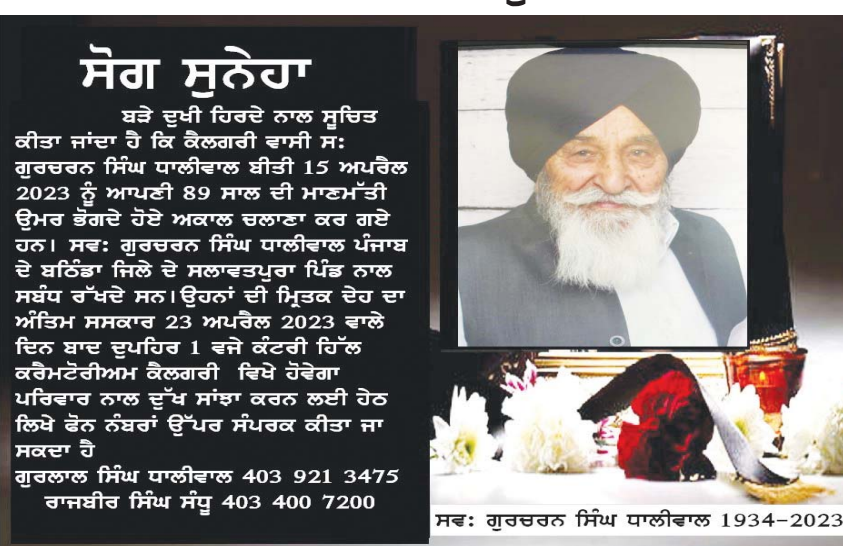 ਸੋਗ ਸੁਨੇਹਾ
ਬੜੇ ਦੁਖੀ ਹਿਰਦੇ ਨਾਲ ਸੂਚਿਤ
ਕੀਤਾ ਜਾਂਦਾ ਹੈ ਕਿ ਕੈਲਗਰੀ ਵਾਸੀ ਸ:
ਗੁਰਚਰਨ ਸਿੰਘ ਧਾਲੀਵਾਲ ਬੀਤੀ 15 ਅਪਰੈਲ
2023 ਨੂੰ ਆਪਣੀ 89 ਸਾਲ ਦੀ ਮਾਣਮੱਤੀ
ਉਮਰ ਭੋਗਦੇ ਹੋਏ ਅਕਾਲ ਚਲਾਣਾ ਕਰ ਗਏ
ਹਨ। ਸਵ: ਗੁਰਚਰਨ ਸਿੰਘ ਧਾਲੀਵਾਲ ਪੰਜਾਬ
ਦੇ ਬਠਿੰਡਾ ਜਿਲੇ ਦੇ ਸਲਾਵਤਪੁਰਾ ਪਿੰਡ ਨਾਲ
ਸਬੰਧ ਰੱਖਦੇ ਸਨ।ਉਹਨਾਂ ਦੀ ਮ੍ਰਿਤਕ ਦੇਹ ਦਾ
ਅੰਤਿਮ ਸਸਕਾਰ 23 ਅਪਰੈਲ 2023 ਵਾਲੇ
ਦਿਨ ਬਾਦ ਦੁਪਹਿਰ 1 ਵਜੇ ਕੰਟਰੀ ਹਿੱਲ
ਕਰੈਮਟੋਰੀਅਮ ਕੈਲਗਰੀ ਵਿਖੇ ਹੋਵੇਗਾ
ਪਰਿਵਾਰ ਨਾਲ ਦੁੱਖ ਸਾਂਝਾ ਕਰਨ ਲਈ ਹੇਠ
ਲਿਖੇ ਫੋਨ ਨੰਬਰਾਂ ਉੱਪਰ ਸੰਪਰਕ ਕੀਤਾ ਜਾ
ਸਕਦਾ ਹੈ
ਗੁਰਲਾਲ ਸਿੰਘ ਧਾਲੀਵਾਲ 403 921 3475
ਰਾਜਬੀਰ ਸਿੰਘ ਸੰਧੂ 403 400 7200
ਸਵ: ਗੁਰਚਰਨ ਸਿੰਘ ਧਾਲੀਵਾਲ 1934-2023